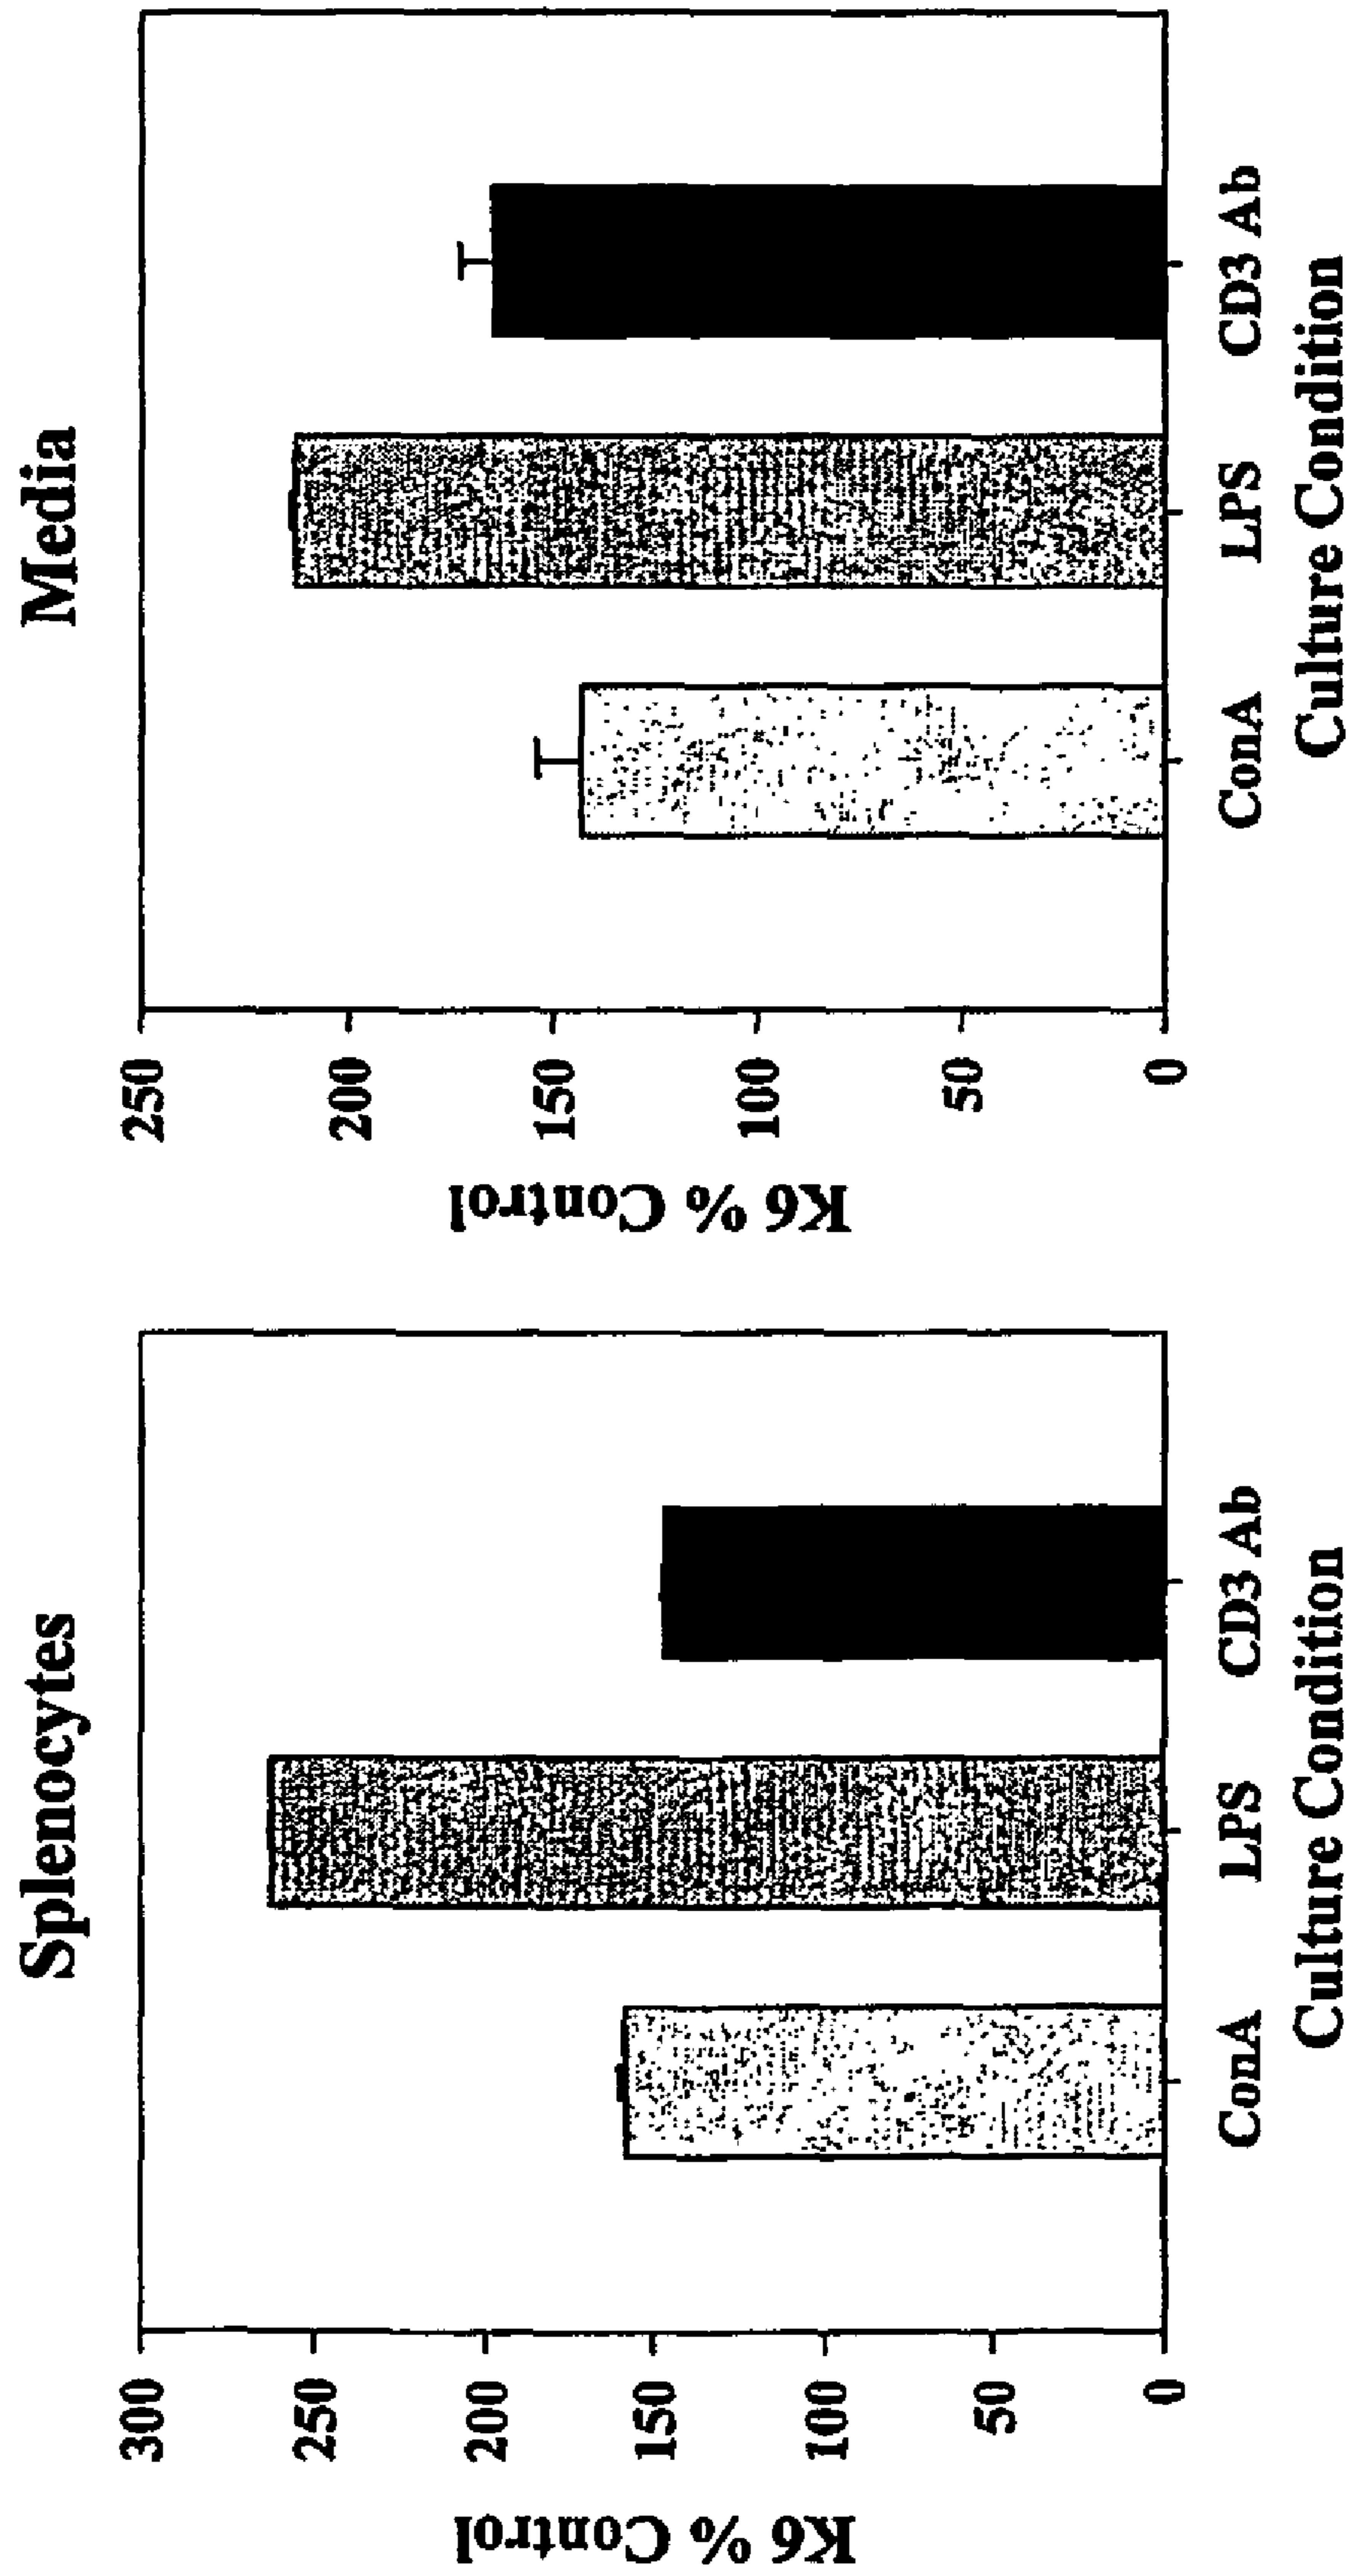 Splenocytes
K6 % Control
300
250
200
150
100
50
0
ConA LPS CD3 Ab
Culture Condition
Media
K6 % Control
250
200
150
100
50
0
ConA LPS CD3 Ab
Culture Condition